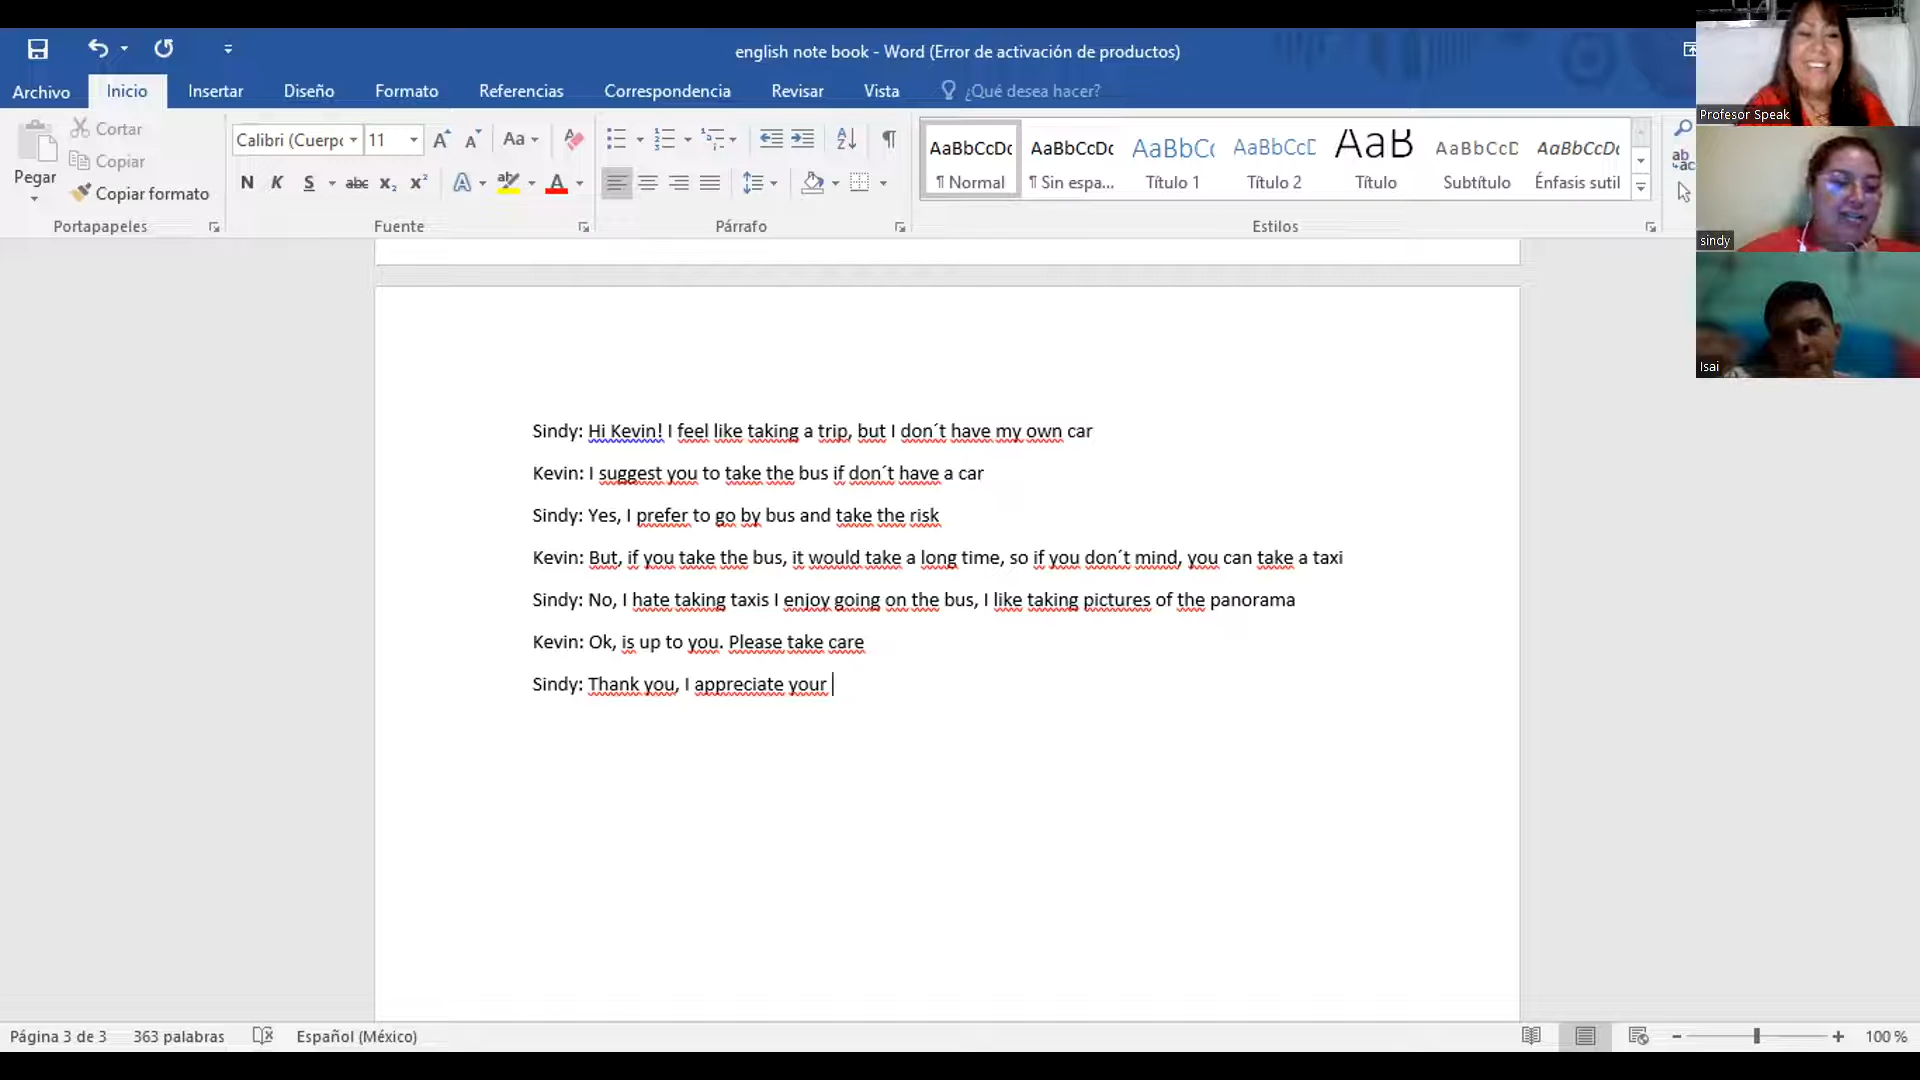 english note book - Word (Error de activación de productos)
Archivo Inicio Insertar Diseño Formato Referencias Correspondencia Revisar Vista ¿Qué desea hacer?
Profesor Speak
Pegar
Cortar
Copiar
Copiar formato
Portapapeles
Calibri (Cuerpo 11
Aa
N K S abc x₂ x²
Fuente
Párrafo
AaBbCcDc AaBbCcDc AaBbC AaBbCcD AaB AaBbCcD AaBbCcDc
¶ Normal ¶ Sin espa... Título 1 Título 2 Título Subtítulo Énfasis sutil
Estilos
sindy
Isai
Sindy: Hi Kevin! I feel like taking a trip, but I don´t have my own car
Kevin: I suggest you to take the bus if don´t have a car
Sindy: Yes, I prefer to go by bus and take the risk
Kevin: But, if you take the bus, it would take a long time, so if you don´t mind, you can take a taxi
Sindy: No, I hate taking taxis I enjoy going on the bus, I like taking pictures of the panorama
Kevin: Ok, is up to you. Please take care
Sindy: Thank you, I appreciate your
Página 3 de 3 363 palabras Español (México) 100 %